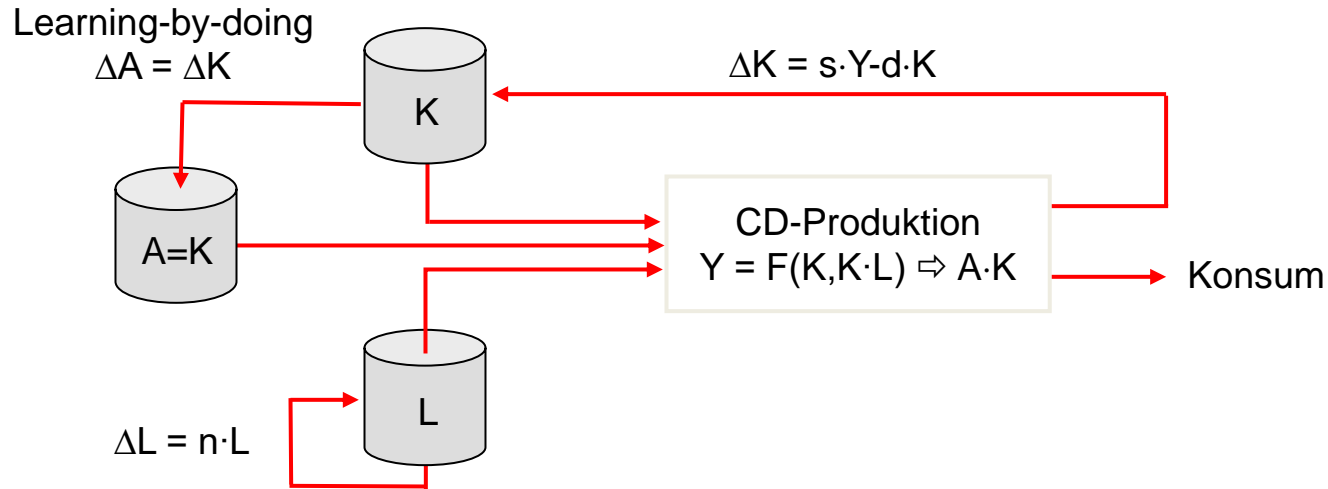 Learning-by-doing
ΔA = ΔK
ΔK = s·Y-d·K
K
A=K
CD-Produktion
Y = F(K,K·L) ⇨ A·K
Konsum
L
ΔL = n·L